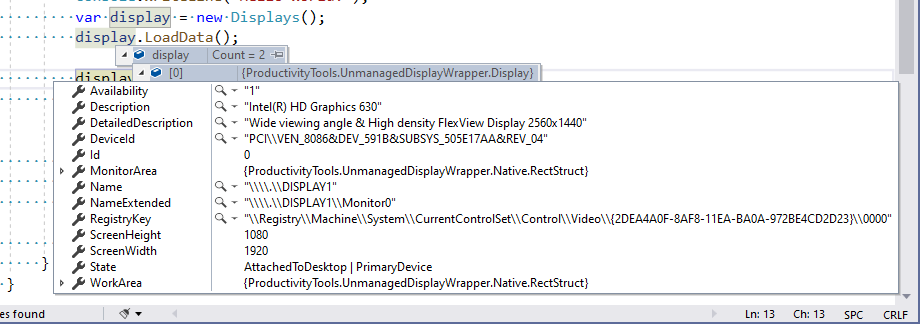 var display = new Displays();
display.LoadData();
display Count = 2
display
[0] {ProductivityTools.UnmanagedDisplayWrapper.Display}
Availability "1"
Description "Intel(R) HD Graphics 630"
DetailedDescription "Wide viewing angle & High density FlexView Display 2560x1440"
DeviceId "PCI\\VEN_8086&DEV_591B&SUBSYS_505E17AA&REV_04"
Id 0
MonitorArea {ProductivityTools.UnmanagedDisplayWrapper.Native.RectStruct}
Name "\\\\.\\DISPLAY1"
NameExtended "\\\\.\\DISPLAY1\\Monitor0"
RegistryKey "\\Registry\\Machine\\System\\CurrentControlSet\\Control\\Video\\{2DEA4A0F-8AF8-11EA-BA0A-972BE4CD2D23}\\0000"
ScreenHeight 1080
ScreenWidth 1920
State AttachedToDesktop | PrimaryDevice
WorkArea {ProductivityTools.UnmanagedDisplayWrapper.Native.RectStruct}
}
}
es found Ln: 13 Ch: 13 SPC CRLF